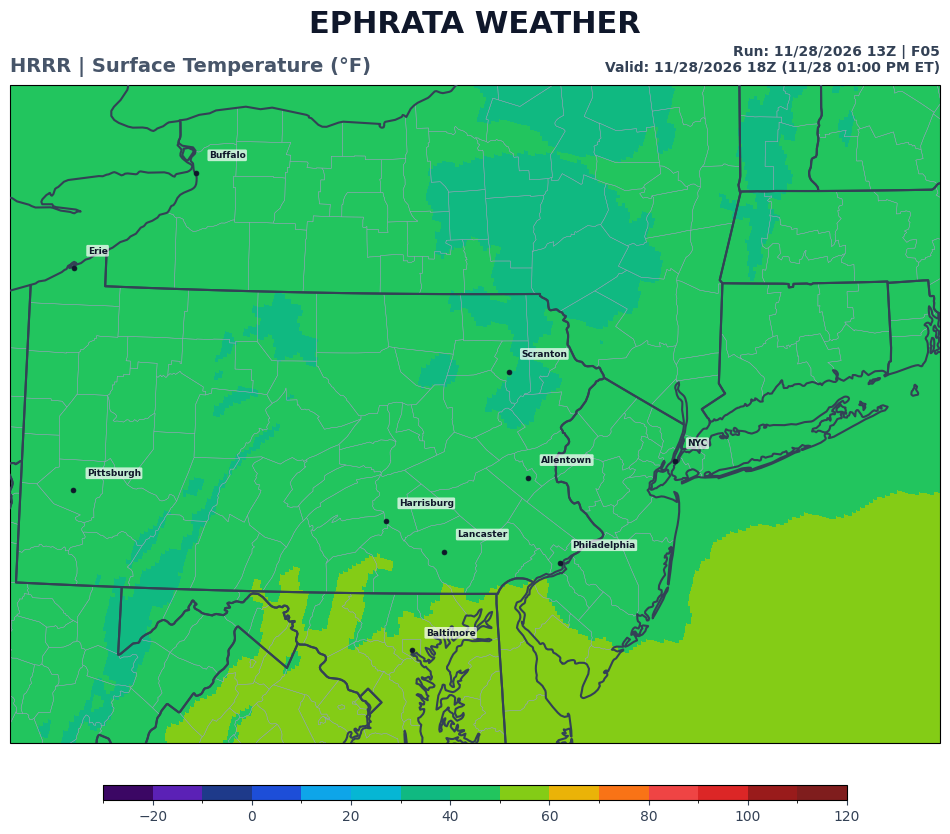 EPHRATA WEATHER
HRRR | Surface Temperature (°F)
Run: 11/28/2026 13Z | F05
Valid: 11/28/2026 18Z (11/28 01:00 PM ET)
Buffalo
Erie
Scranton
NYC
Allentown
Pittsburgh
Harrisburg
Lancaster
Philadelphia
Baltimore
−20 0 20 40 60 80 100 120